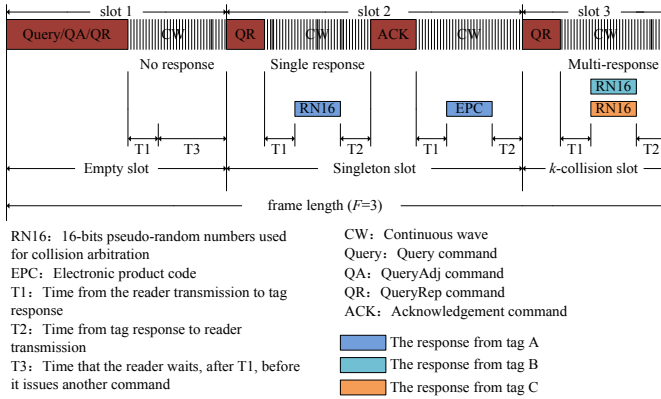 slot 1 slot 2 slot 3
Query/QA/QR CW QR CW ACK CW QR CW
No response Single response Multi-response
RN16
RN16 EPC RN16
T1 T3 T1 T2 T1 T2 T1 T2
Empty slot Singleton slot k-collision slot
frame length (F=3)
RN16：16-bits pseudo-random numbers used
for collision arbitration
EPC：Electronic product code
T1：Time from the reader transmission to tag
response
T2：Time from tag response to reader
transmission
T3：Time that the reader waits, after T1, before
it issues another command
CW：Continuous wave
Query：Query command
QA：QueryAdj command
QR：QueryRep command
ACK：Acknowledgement command
The response from tag A
The response from tag B
The response from tag C